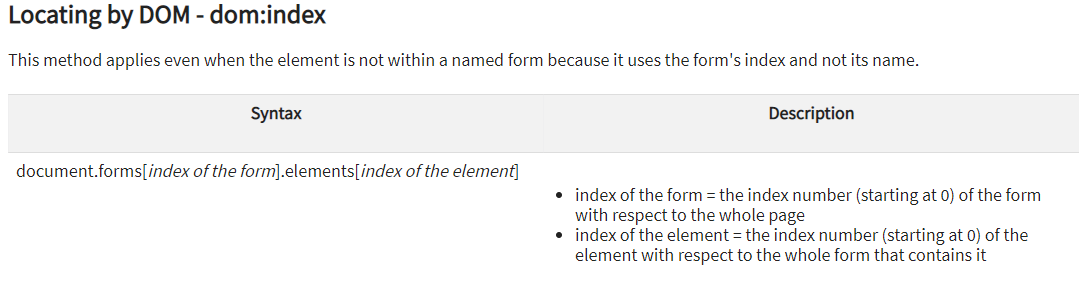 Locating by DOM - dom:index
This method applies even when the element is not within a named form because it uses the form's index and not its name.
Syntax
Description
document.forms[index of the form].elements[index of the element]
• index of the form = the index number (starting at 0) of the form
with respect to the whole page
• index of the element = the index number (starting at 0) of the
element with respect to the whole form that contains it